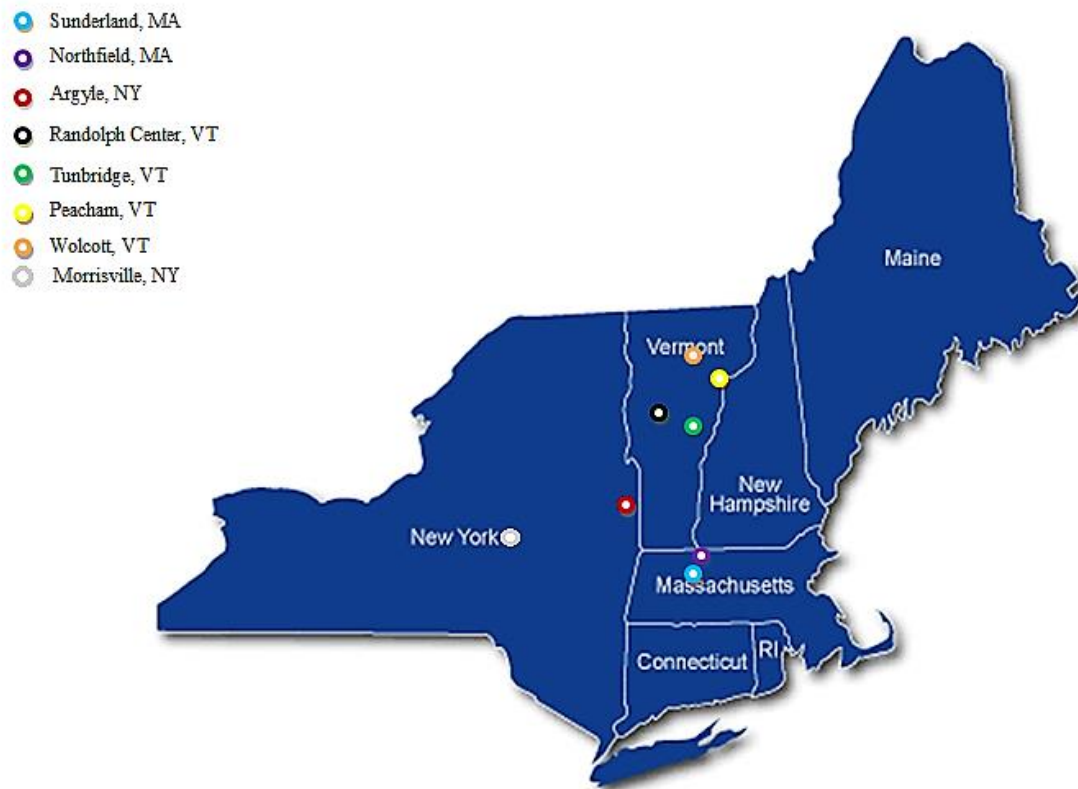 Sunderland, MA
Northfield, MA
Argyle, NY
Randolph Center, VT
Tunbridge, VT
Peacham, VT
Wolcott, VT
Morrisville, NY
Maine
Vermont
New
Hampshire
New York
Massachusetts
Connecticut
RI
RI